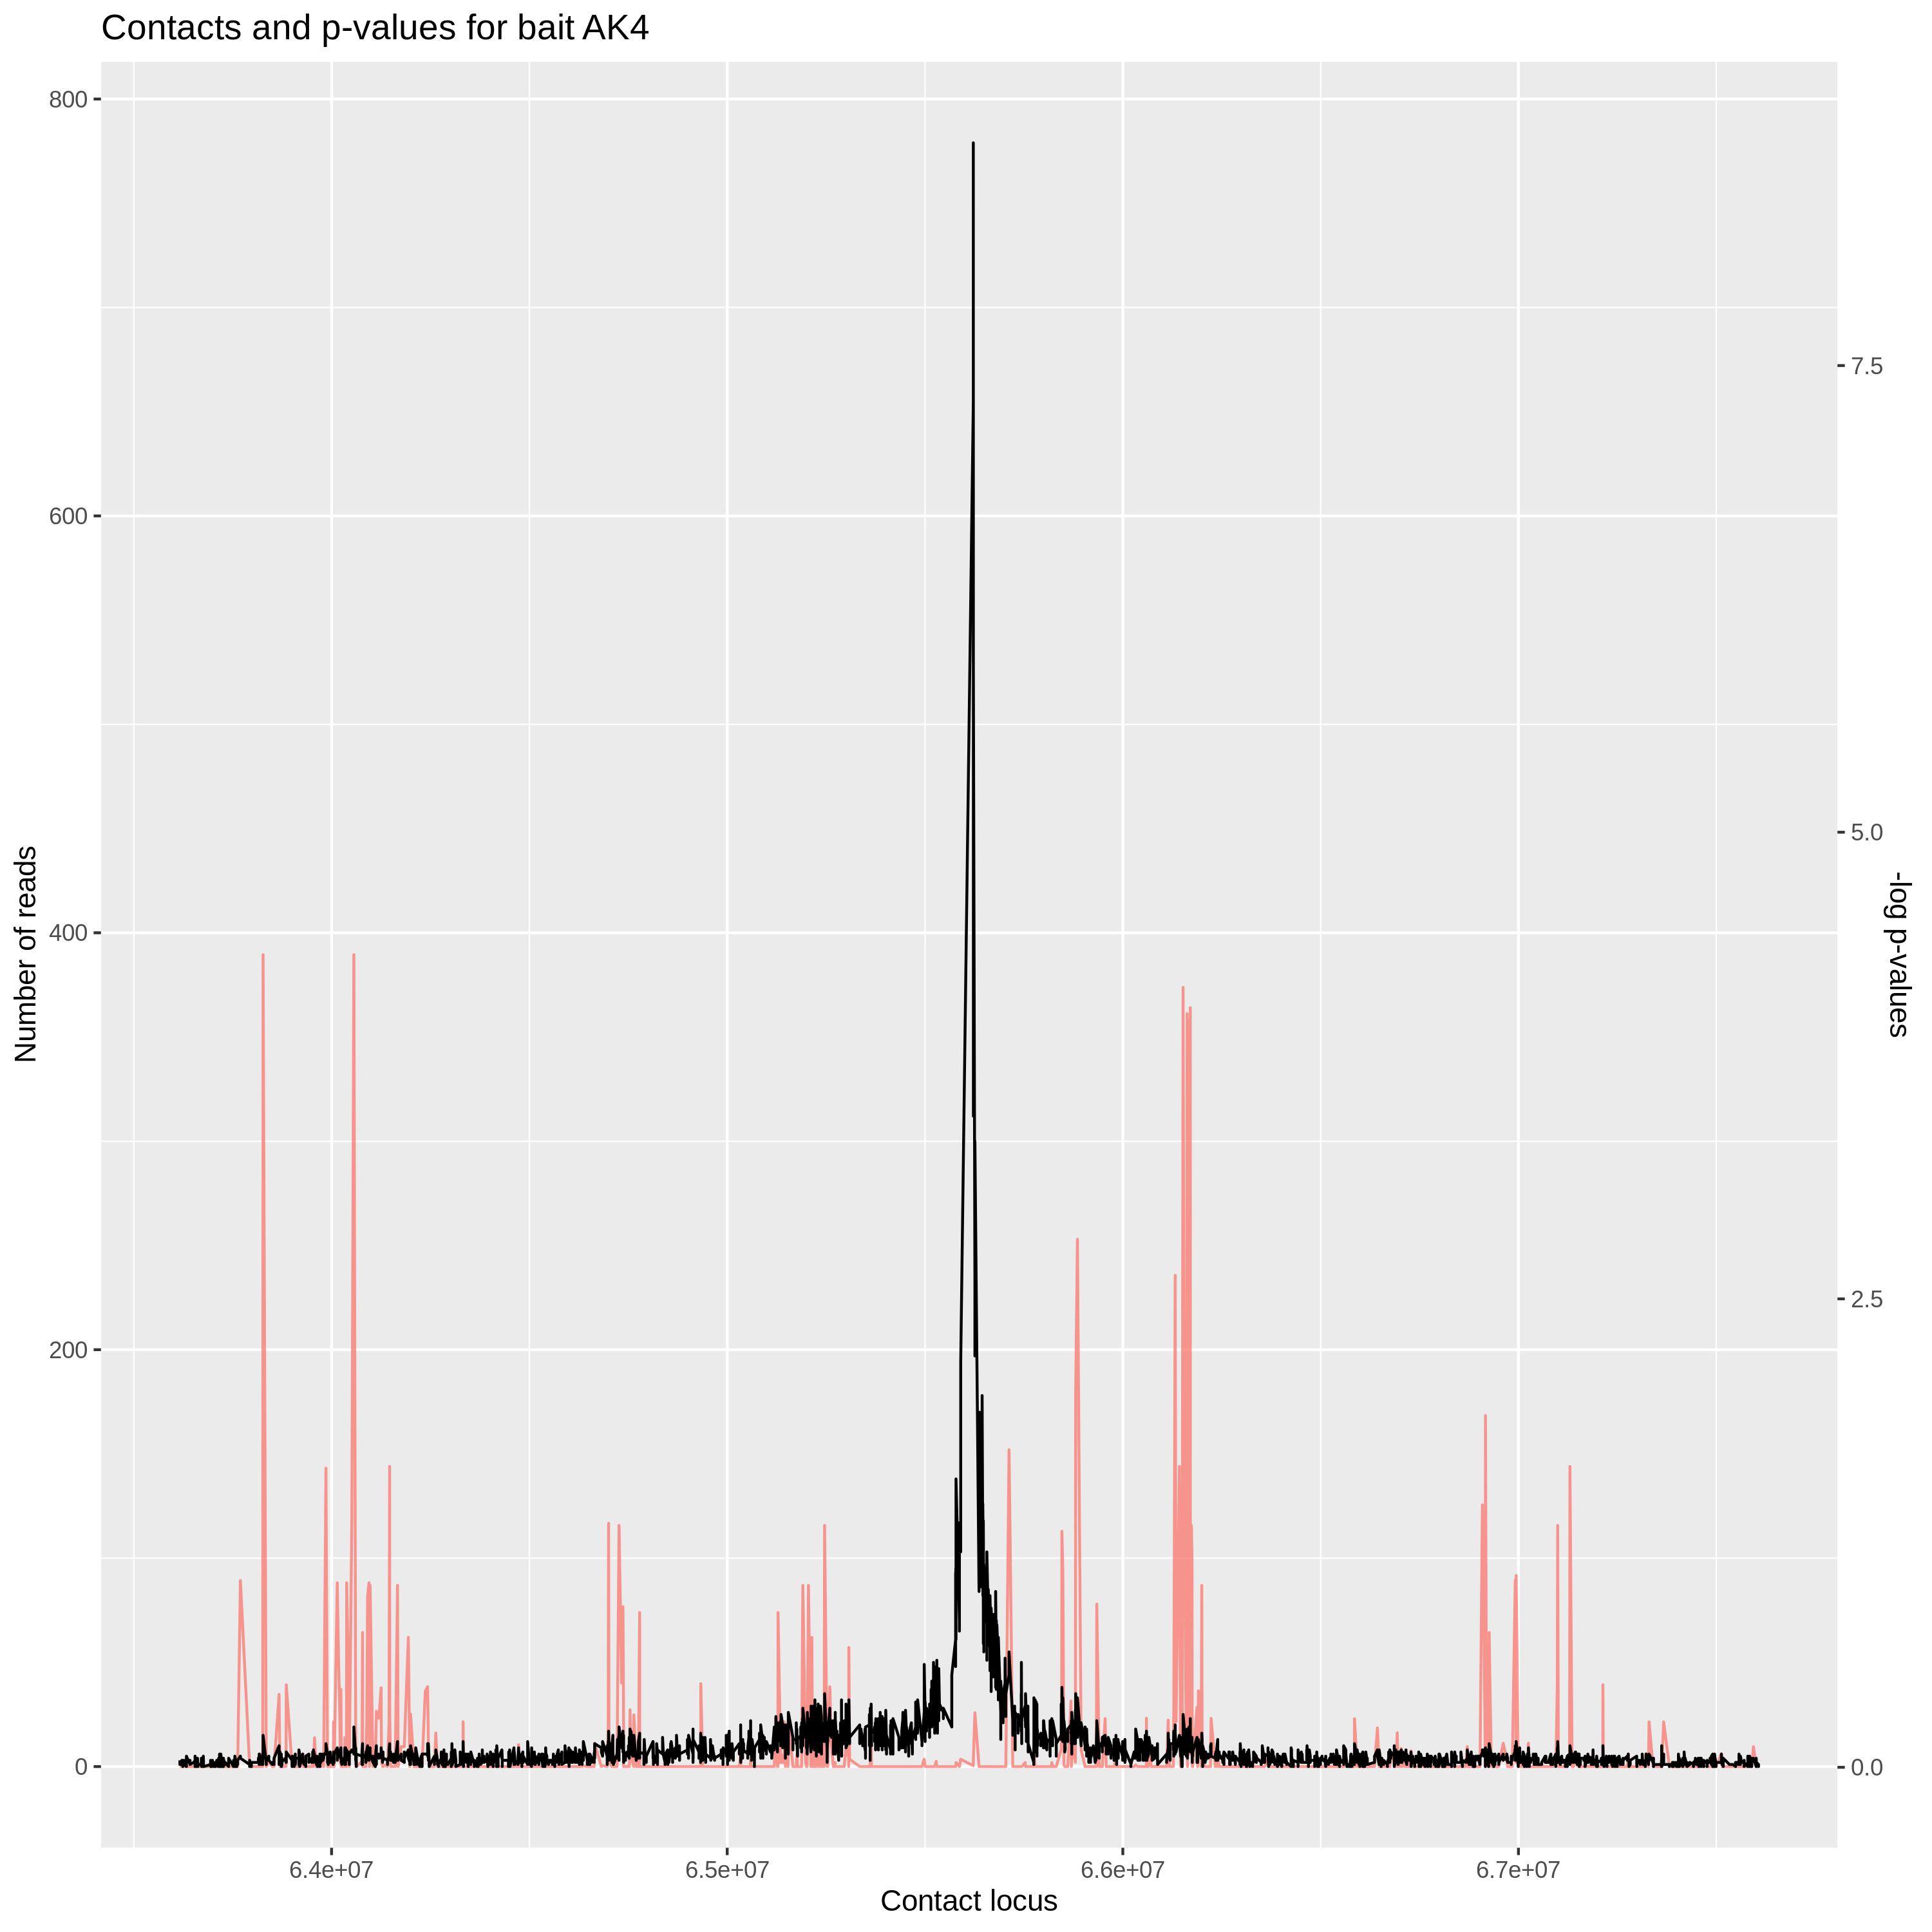 Contacts and p-values for bait AK4
Number of reads
800
600
400
200
0
7.5
5.0
2.5
0.0
-log p-values
6.4e+07
6.5e+07
6.6e+07
6.7e+07
Contact locus